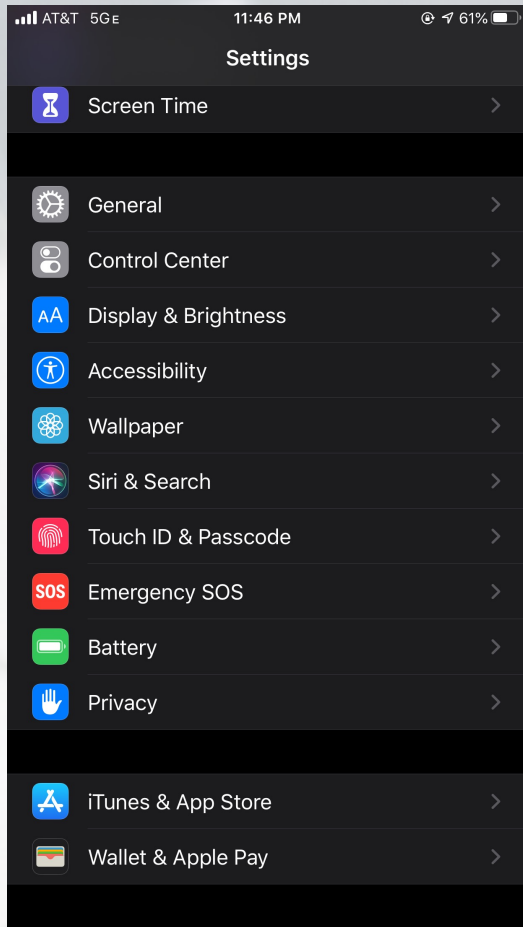 AT&T 5GE 11:46 PM 61%
Settings
Screen Time
General
Control Center
AA Display & Brightness
Accessibility
Wallpaper
Siri & Search
Touch ID & Passcode
SOS Emergency SOS
Battery
Privacy
iTunes & App Store
Wallet & Apple Pay